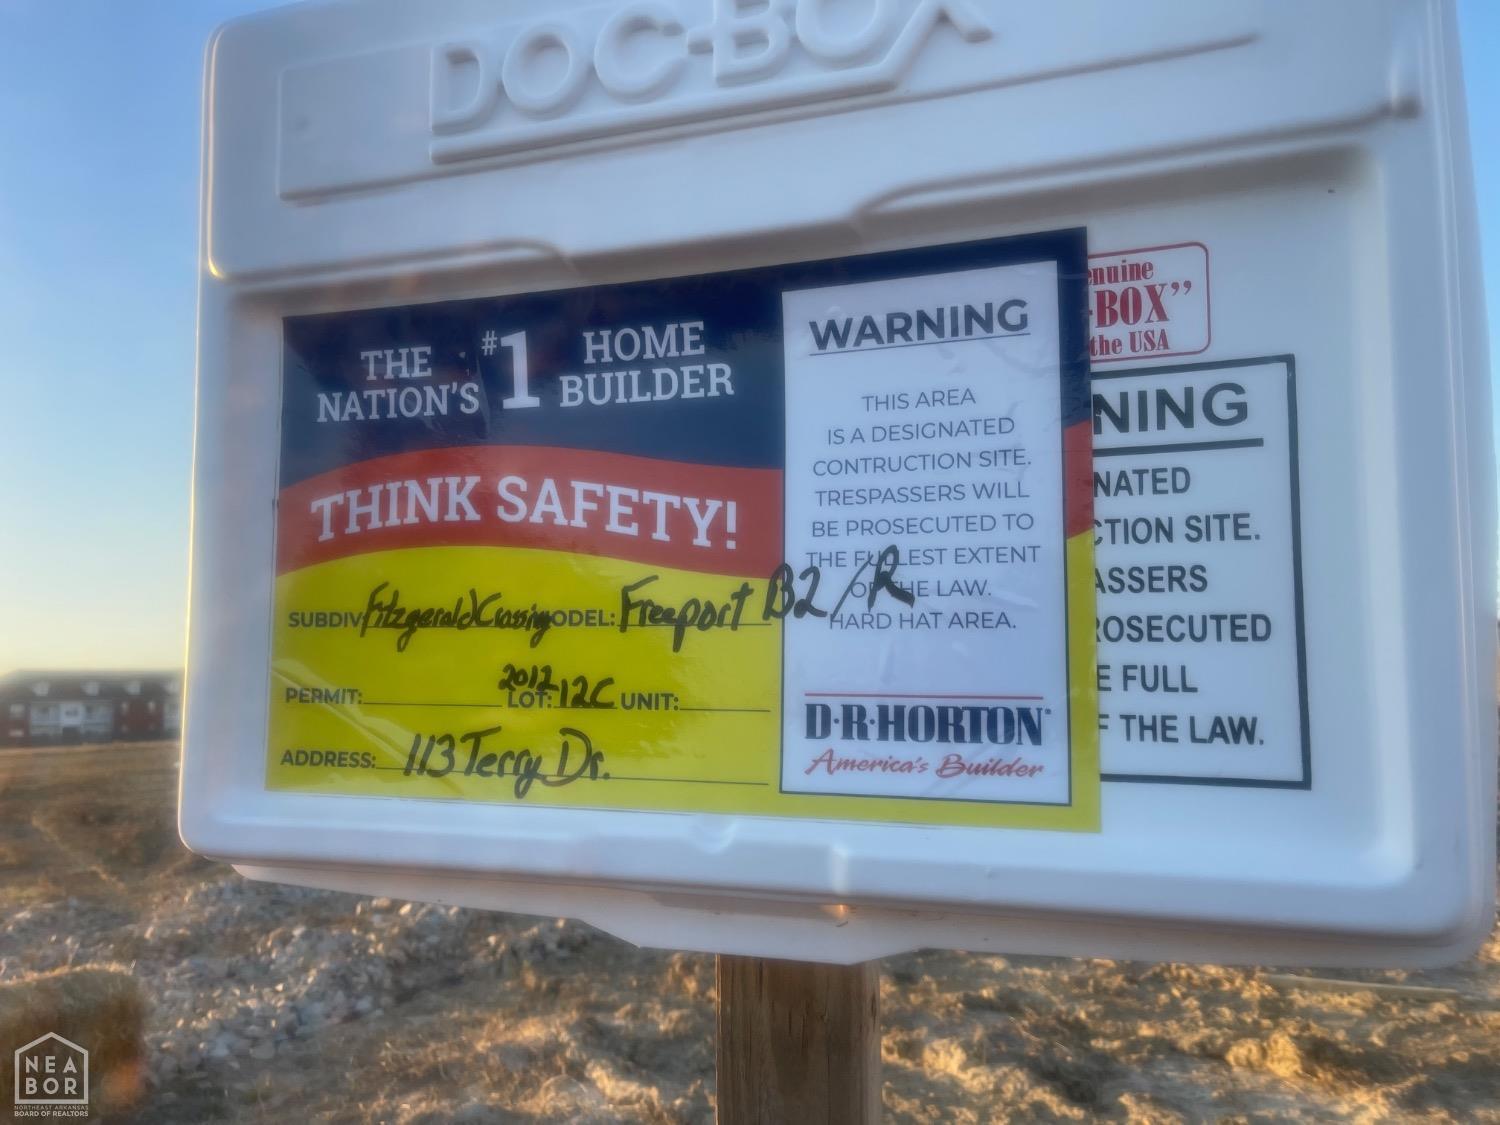 DOC-BOX
THE NATION'S #1 HOME BUILDER
THINK SAFETY!
SUBDIV Fitzgerald Crossing ODEL: Freeport B2/R
PERMIT: 2012 LOT: 12C UNIT:
ADDRESS: 113 Terry Dr.
WARNING
THIS AREA
IS A DESIGNATED
CONTRUCTION SITE.
TRESPASSERS WILL
BE PROSECUTED TO
THE FULLEST EXTENT
OF THE LAW.
HARD HAT AREA.
D·R·HORTON
America's Builder
enuine
-BOX"
the USA
NING
NATED
CTION SITE.
ASSERS
ROSECUTED
E FULL
F THE LAW.
NEA
BOR
NORTHEAST ARKANSAS
BOARD OF REALTORS